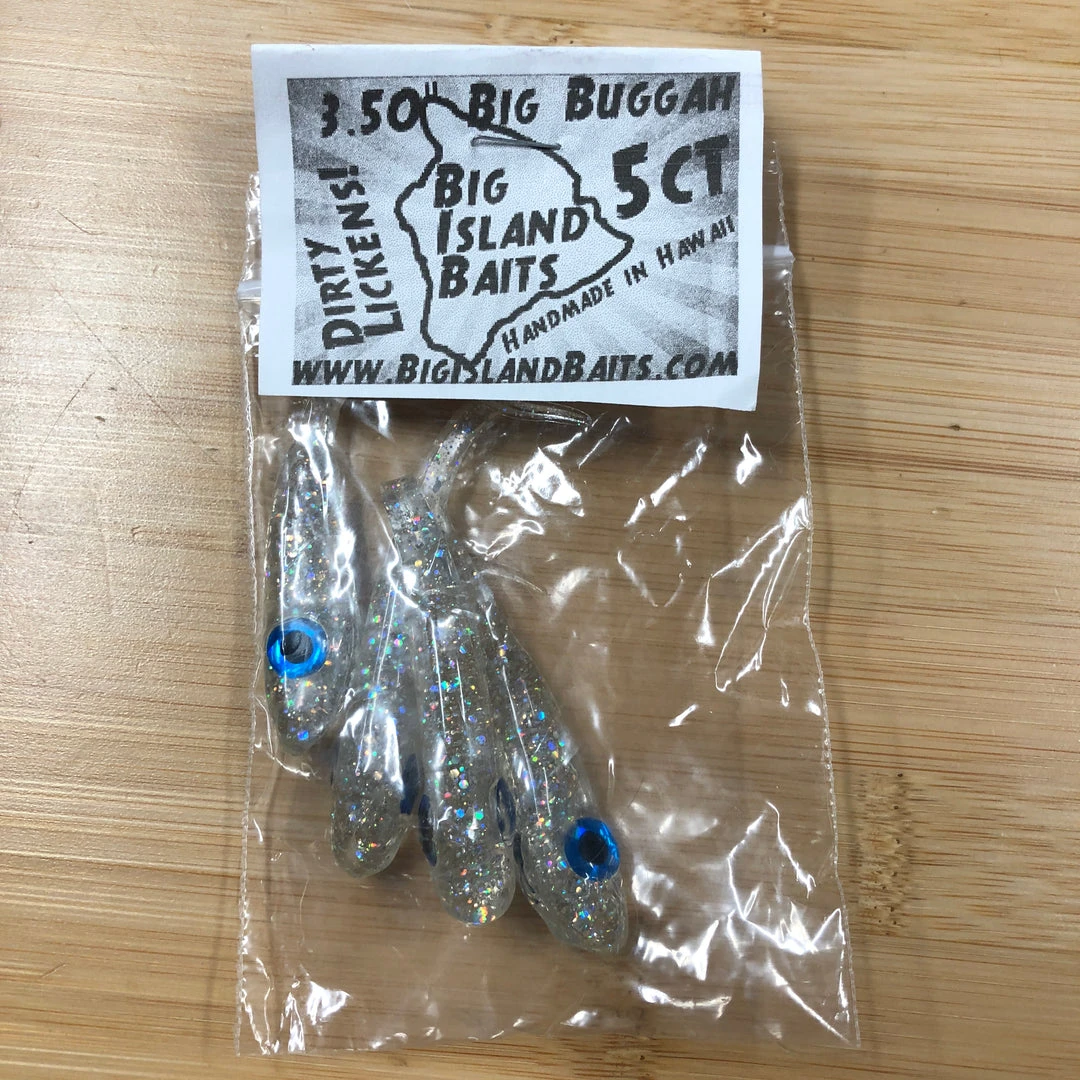 3.50" Big Buggah
5CT
Dirty
Lickens!
Big
Island
Baits
Handmade in Hawaii
www.BigIslandBaits.com